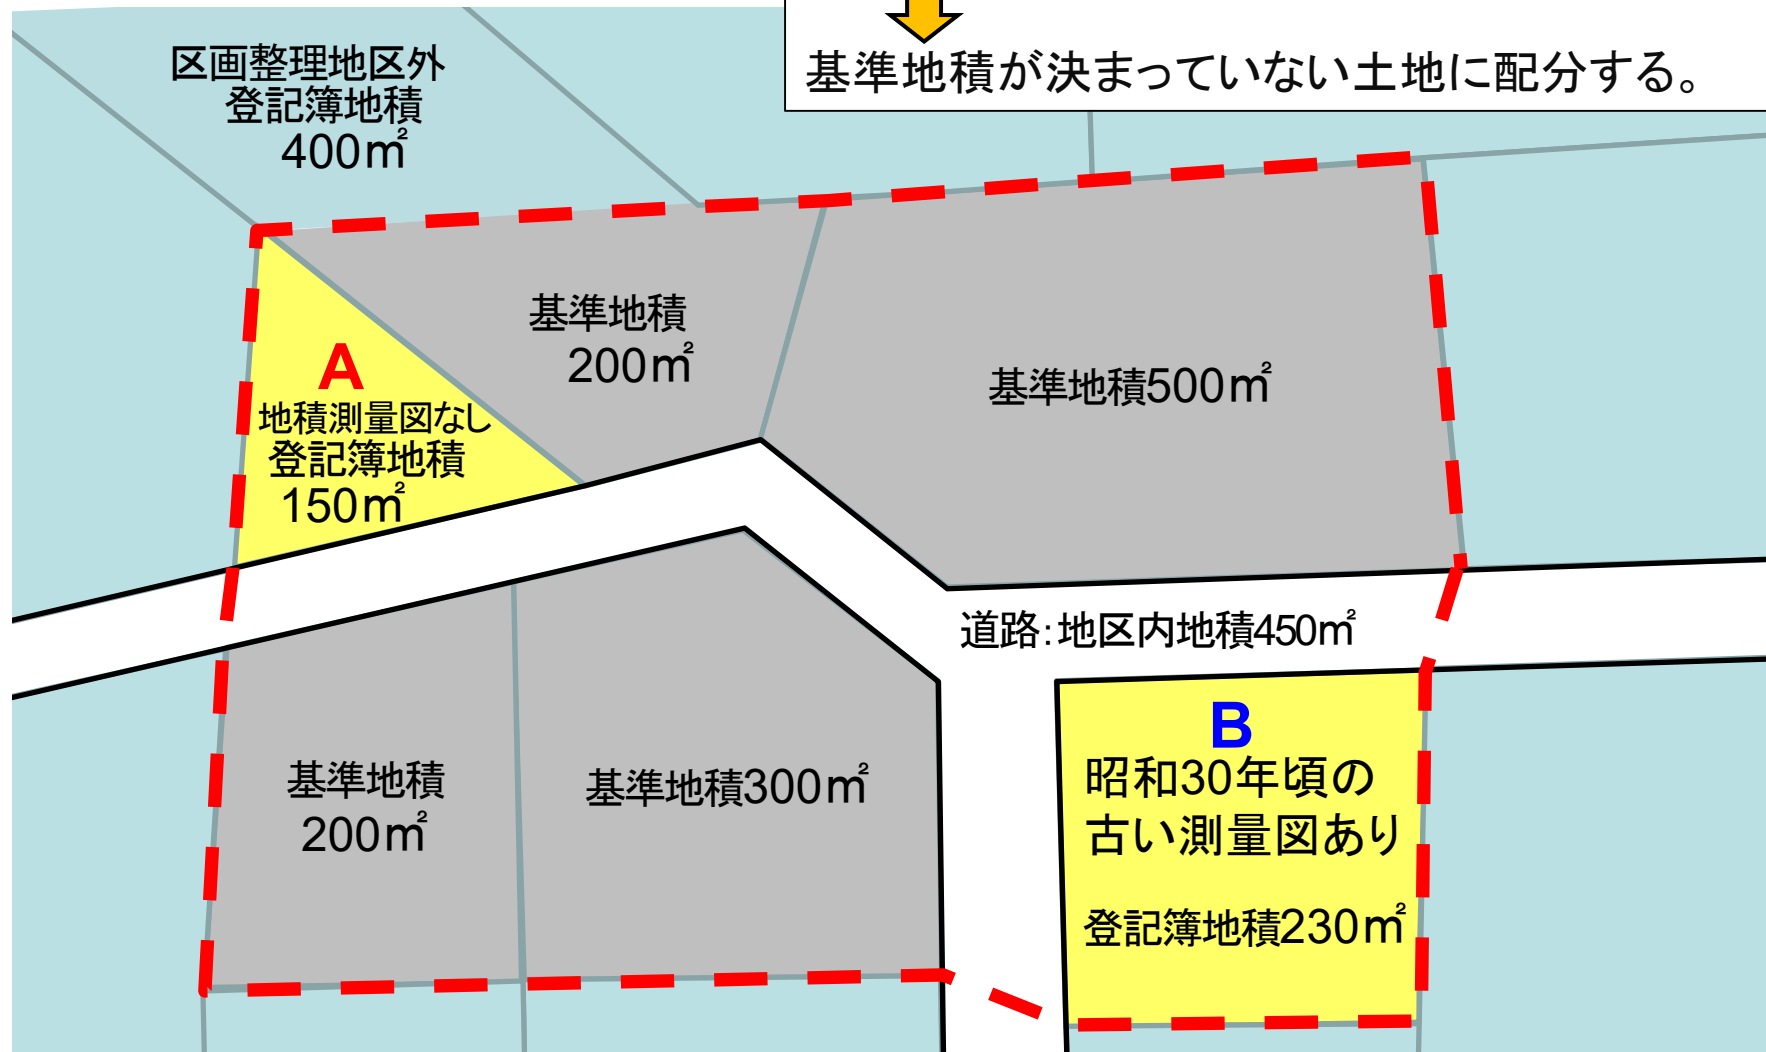 基準地積が決まっていない土地に配分する。
区画整理地区外
登記簿地積
400㎡
基準地積
200㎡
基準地積500㎡
A
地積測量図なし
登記簿地積
150㎡
道路:地区内地積450㎡
基準地積
200㎡
基準地積300㎡
B
昭和30年頃の
古い測量図あり
登記簿地積230㎡